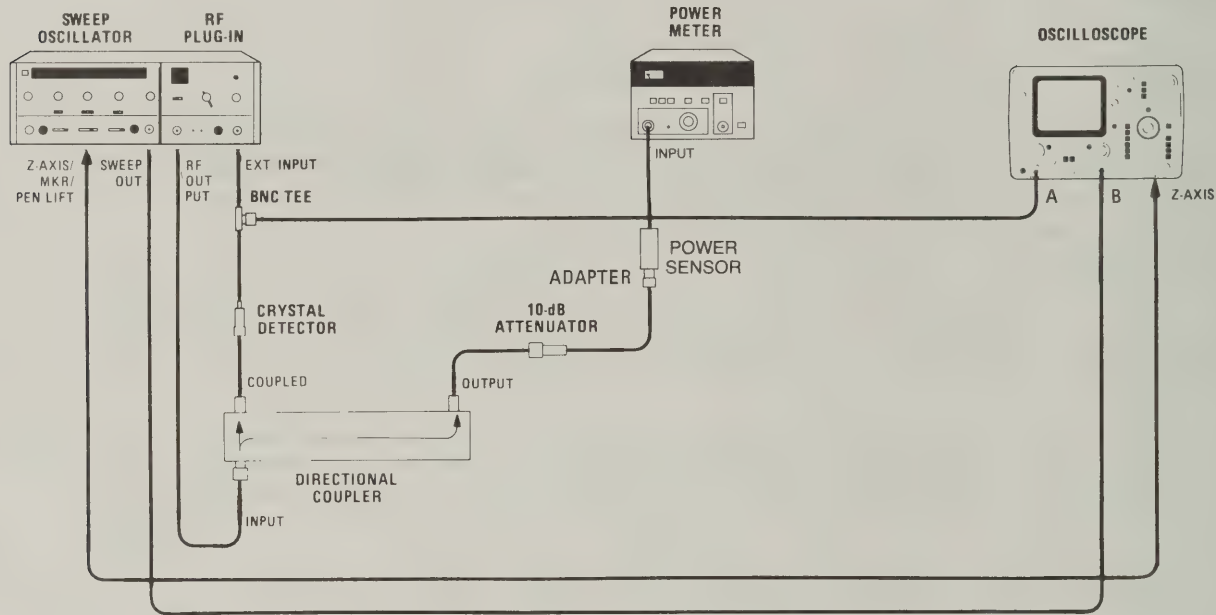 SWEEP
OSCILLATOR
RF
PLUG-IN
POWER
METER
OSCILLOSCOPE
Z-AXIS/
MKR/
PEN LIFT
SWEEP
OUT
RF
OUT
PUT
EXT INPUT
BNC TEE
INPUT
A
B
Z-AXIS
POWER
SENSOR
ADAPTER
10-dB
ATTENUATOR
CRYSTAL
DETECTOR
COUPLED
OUTPUT
DIRECTIONAL
COUPLER
INPUT